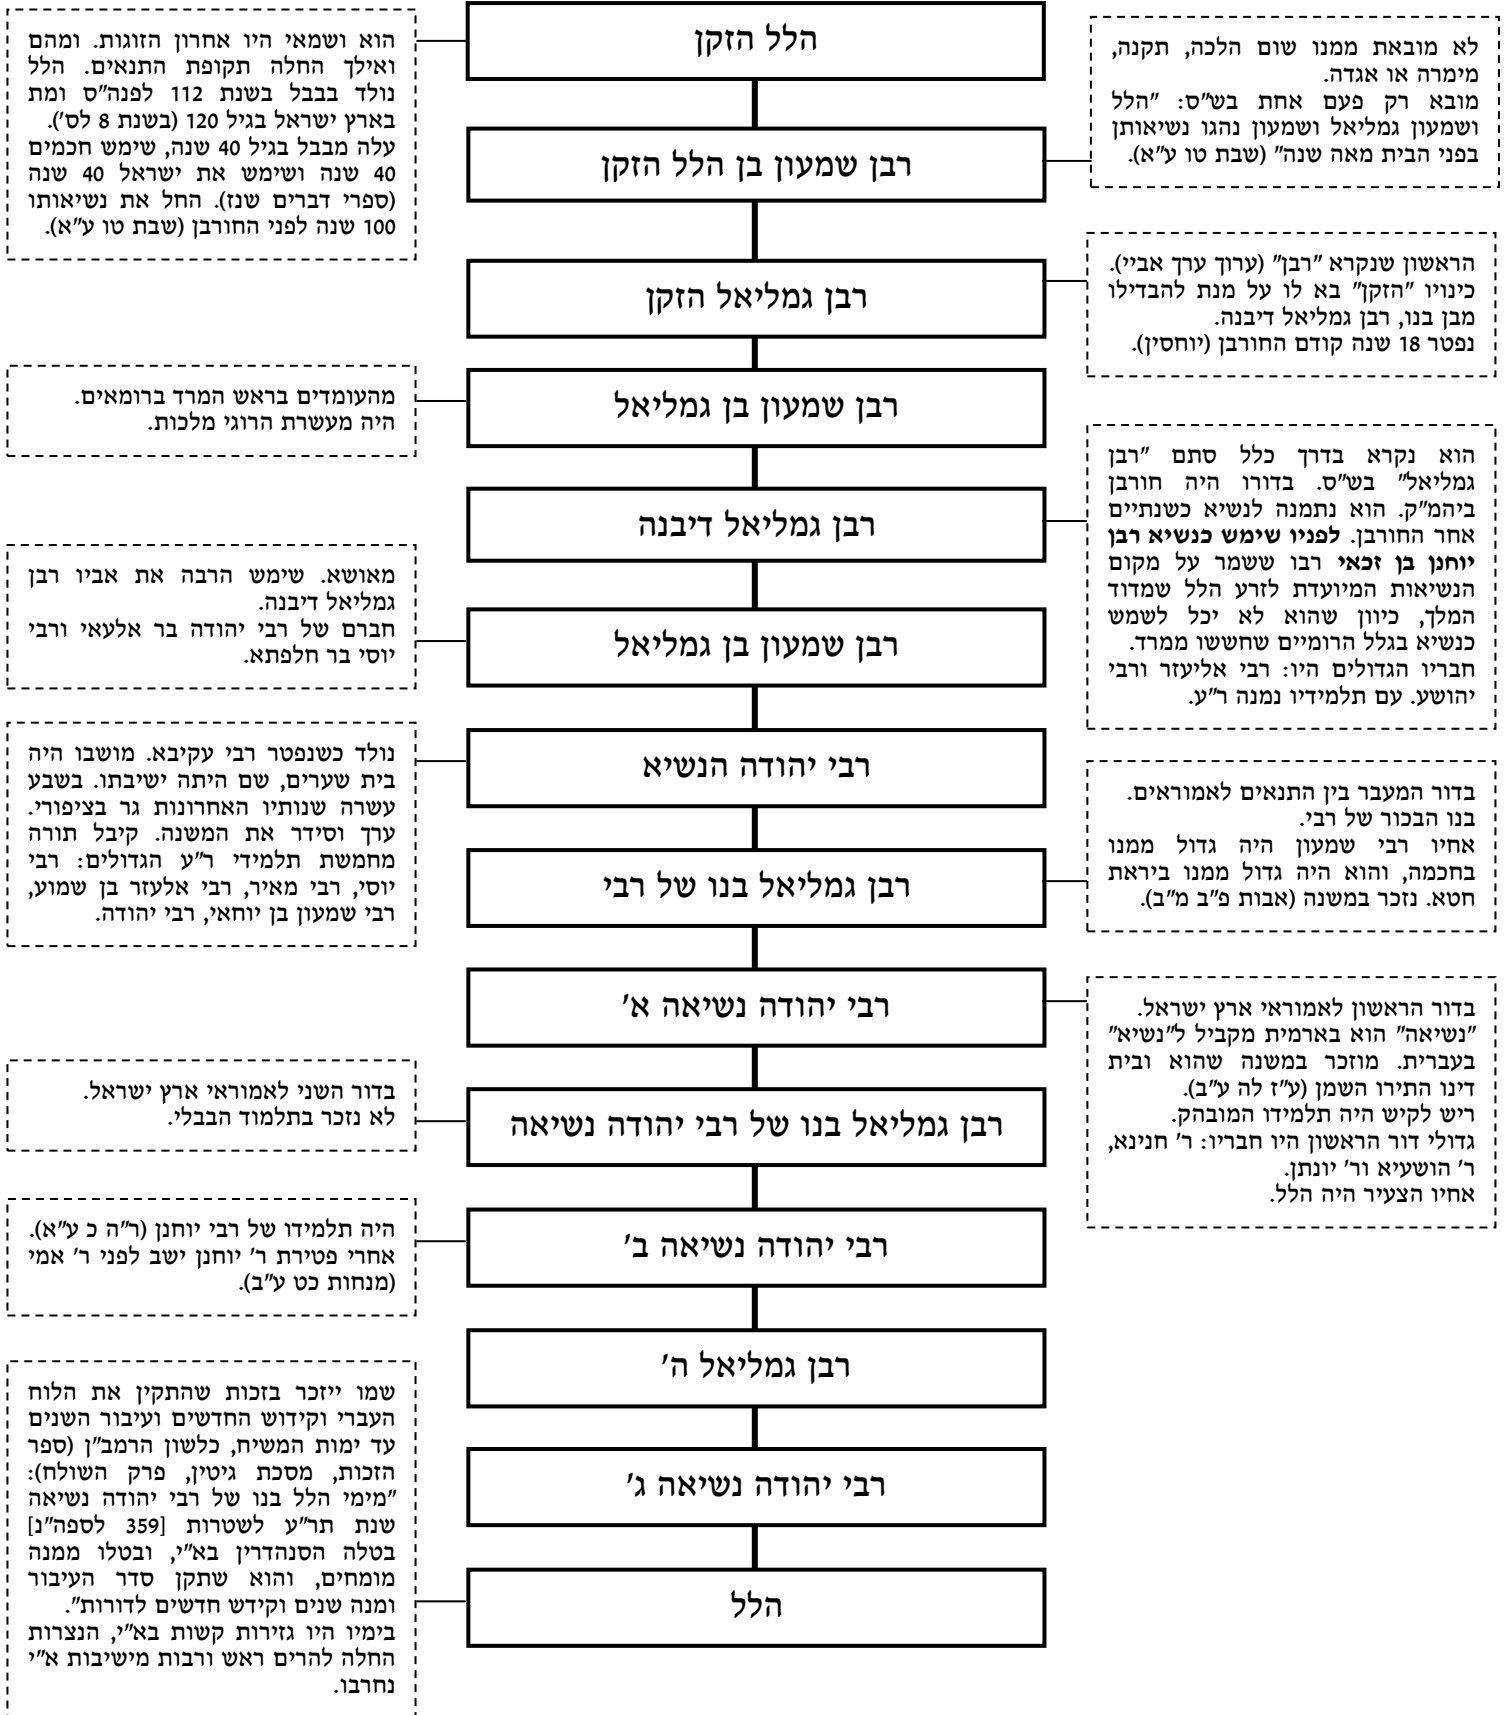 הלל הזקן
הוא ושמאי היו אחרון הזוגות. ומהם
ואילך החלה תקופת התנאים. הלל
נולד בבבל בשנת 112 לפנה"ס ומת
בארץ ישראל בגיל 120 (בשנת 8 לס').
עלה מבבל בגיל 40 שנה, שימש חכמים
40 שנה ושימש את ישראל 40 שנה
(ספרי דברים שנז). החל את נשיאותו
100 שנה לפני החורבן (שבת טו ע"א).
רבן שמעון בן הלל הזקן
לא מובאת ממנו שום הלכה, תקנה,
מימרה או אגדה.
מובא רק פעם אחת בש"ס: "הלל
ושמעון גמליאל ושמעון נהגו נשיאותן
בפני הבית מאה שנה" (שבת טו ע"א).
רבן גמליאל הזקן
הראשון שנקרא "רבן" (ערוך ערך אביי).
כינויו "הזקן" בא לו על מנת להבדילו
מבן בנו, רבן גמליאל דיבנה.
נפטר 18 שנה קודם החורבן (יוחסין).
רבן שמעון בן גמליאל
מהעומדים בראש המרד ברומאים.
היה מעשרת הרוגי מלכות.
רבן גמליאל דיבנה
הוא נקרא בדרך כלל סתם "רבן
גמליאל" בש"ס. בדורו היה חורבן
ביהמ"ק. הוא נתמנה לנשיא כשנתיים
אחר החורבן. לפניו שימש כנשיא רבן
יוחנן בן זכאי רבו ששמר על מקום
הנשיאות המיועדת לזרע הלל שמדוד
המלך, כיוון שהוא לא יכל לשמש
כנשיא בגלל הרומיים שחששו ממרד.
חבריו הגדולים היו: רבי אליעזר ורבי
יהושע. עם תלמידיו נמנה ר"ע.
רבן שמעון בן גמליאל
מאושא. שימש הרבה את אביו רבן
גמליאל דיבנה.
חברם של רבי יהודה בר אלעאי ורבי
יוסי בר חלפתא.
רבי יהודה הנשיא
נולד כשנפטר רבי עקיבא. מושבו היה
בית שערים, שם היתה ישיבתו. בשבע
עשרה שנותיו האחרונות גר בציפורי.
ערך וסידר את המשנה. קיבל תורה
מחמשת תלמידי ר"ע הגדולים: רבי
יוסי, רבי מאיר, רבי אלעזר בן שמוע,
רבי שמעון בן יוחאי, רבי יהודה.
רבן גמליאל בנו של רבי
בדור המעבר בין התנאים לאמוראים.
בנו הבכור של רבי.
אחיו רבי שמעון היה גדול ממנו
בחכמה, והוא היה גדול ממנו ביראת
חטא. נזכר במשנה (אבות פ"ב מ"ב).
רבי יהודה נשיאה א'
בדור הראשון לאמוראי ארץ ישראל.
"נשיאה" הוא בארמית מקביל ל"נשיא"
בעברית. מוזכר במשנה שהוא ובית
דינו התירו השמן (ע"ז לה ע"ב).
ריש לקיש היה תלמידו המובהק.
גדולי דור הראשון היו חבריו: ר' חנינא,
ר' הושעיא ור' יונתן.
אחיו הצעיר היה הלל.
רבן גמליאל בנו של רבי יהודה נשיאה
בדור השני לאמוראי ארץ ישראל.
לא נזכר בתלמוד הבבלי.
רבי יהודה נשיאה ב'
היה תלמידו של רבי יוחנן (ר"ה כ ע"א).
אחרי פטירת ר' יוחנן ישב לפני ר' אמי
(מנחות כט ע"ב).
רבן גמליאל ה'
רבי יהודה נשיאה ג'
הלל
שמו ייזכר בזכות שהתקין את הלוח
העברי וקידוש החדשים ועיבור השנים
עד ימות המשיח, כלשון הרמב"ן (ספר
הזכות, מסכת גיטין, פרק השולח):
"מימי הלל בנו של רבי יהודה נשיאה
שנת תר"ע לשטרות [359 לספה"נ]
בטלה הסנהדרין בא"י, ובטלו ממנה
מומחים, והוא שתקן סדר העיבור
ומנה שנים וקידש חדשים לדורות".
בימיו היו גזירות קשות בא"י, הנצרות
החלה להרים ראש ורבות מישיבות א"י
נחרבו.